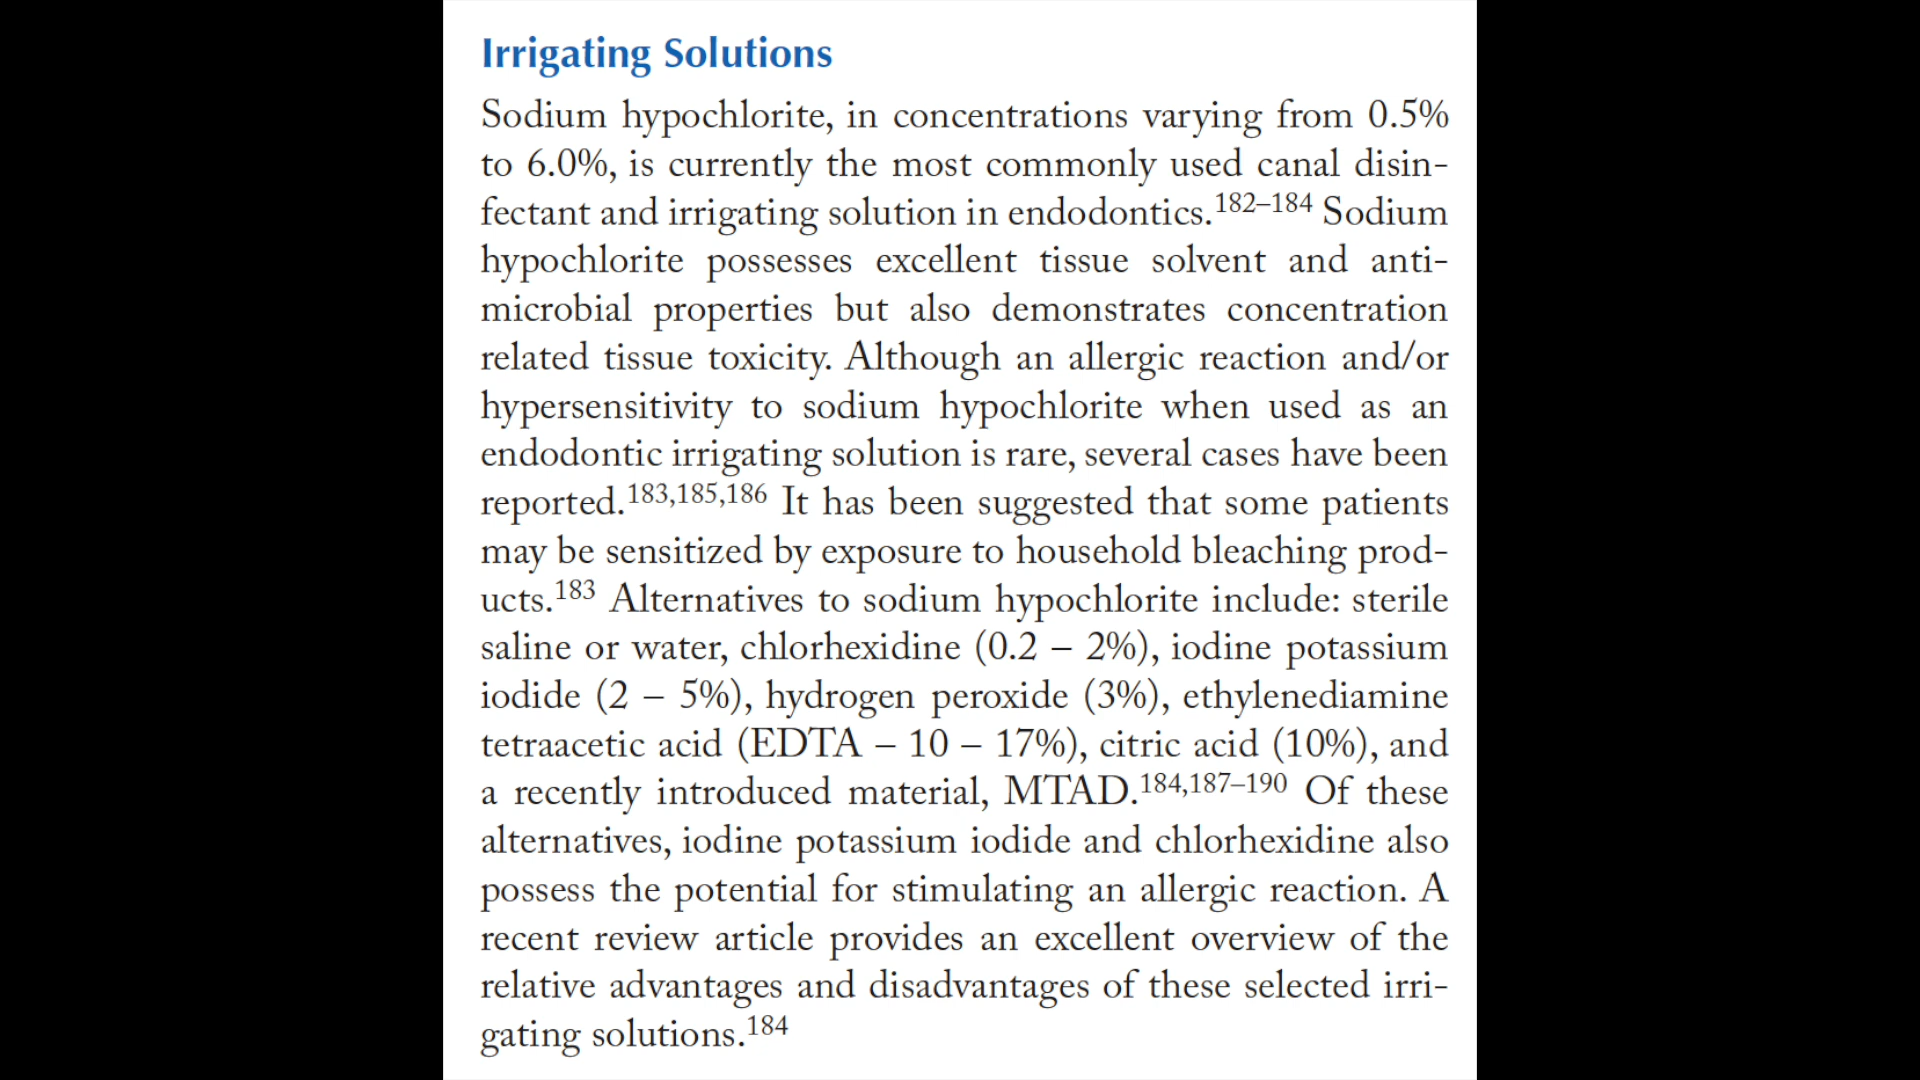 Irrigating Solutions
Sodium hypochlorite, in concentrations varying from 0.5%
to 6.0%, is currently the most commonly used canal disin-
fectant and irrigating solution in endodontics.182–184 Sodium
hypochlorite possesses excellent tissue solvent and anti-
microbial properties but also demonstrates concentration
related tissue toxicity. Although an allergic reaction and/or
hypersensitivity to sodium hypochlorite when used as an
endodontic irrigating solution is rare, several cases have been
reported.183,185,186 It has been suggested that some patients
may be sensitized by exposure to household bleaching prod-
ucts.183 Alternatives to sodium hypochlorite include: sterile
saline or water, chlorhexidine (0.2 – 2%), iodine potassium
iodide (2 – 5%), hydrogen peroxide (3%), ethylenediamine
tetraacetic acid (EDTA – 10 – 17%), citric acid (10%), and
a recently introduced material, MTAD.184,187–190 Of these
alternatives, iodine potassium iodide and chlorhexidine also
possess the potential for stimulating an allergic reaction. A
recent review article provides an excellent overview of the
relative advantages and disadvantages of these selected irri-
gating solutions.184